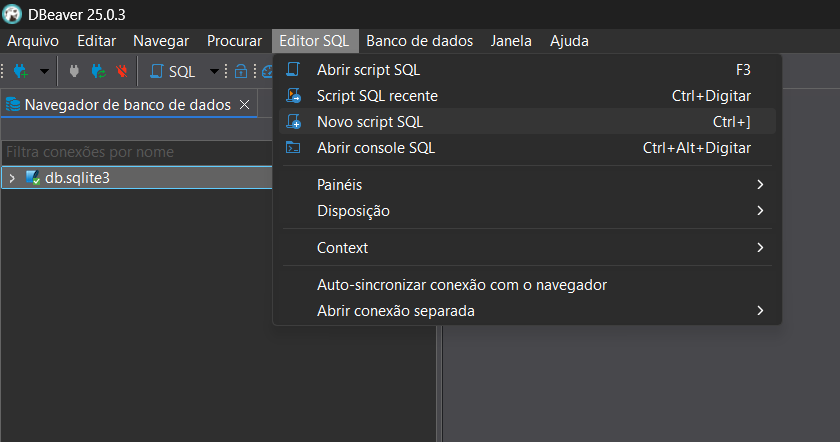 DBeaver 25.0.3
Arquivo Editar Navegar Procurar Editor SQL Banco de dados Janela Ajuda
SQL
Navegador de banco de dados
Filtra conexões por nome
db.sqlite3
Abrir script SQL F3
Script SQL recente Ctrl+Digitar
Novo script SQL Ctrl+]
Abrir console SQL Ctrl+Alt+Digitar
Painéis
Disposição
Context
Auto-sincronizar conexão com o navegador
Abrir conexão separada